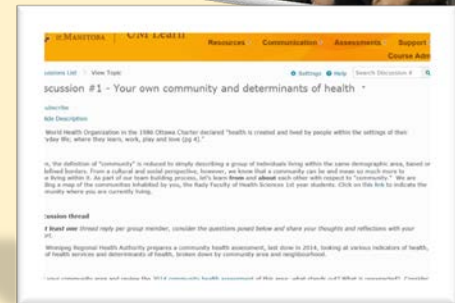 MANITOBA | UM Learn
Resources Communication Assessments Support
Course Adm
ussions List View Topic Settings Help Search Discussion #
scussion #1 - Your own community and determinants of health
ubscribe
ide Description
World Health Organization in the 1986 Ottawa Charter declared "health is created and lived by people within the settings of their
yday life; where they learn, work, play and love (pg 4)."
n, the definition of "community" is reduced to simply describing a group of individuals living within the same demographic area, based or
defined borders. From a cultural and social perspective, however, we know that a community can be and mean so much more to
e living within it. As part of our team building process, let's learn from and about each other with respect to "community." We are
ding a map of the communities inhabited by you, the Rady Faculty of Health Sciences 1st year students. Click on this link to indicate the
munity where you are currently living.
ussion thread
t least one thread reply per group member, consider the questions posed below and share your thoughts and reflections with your
Winnipeg Regional Health Authority prepares a community health assessment, last done in 2014, looking at various indicators of health,
of health services and determinants of health, broken down by community area and neighbourhood.
your community area and review the 2014 community health assessment of this area; what stands out? What is unexpected? Consider